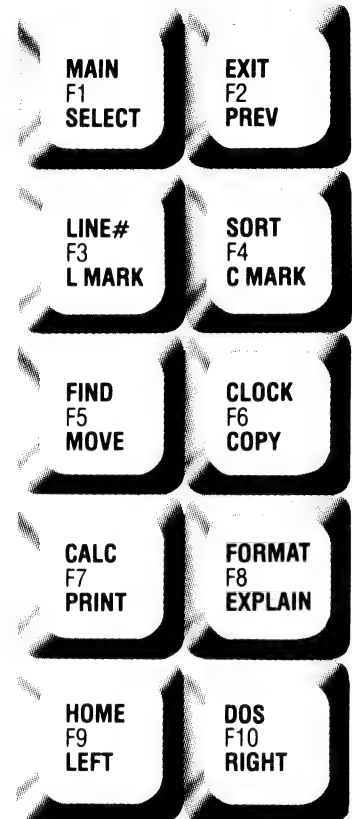 MAIN
F1
SELECT
EXIT
F2
PREV
LINE#
F3
L MARK
SORT
F4
C MARK
FIND
F5
MOVE
CLOCK
F6
COPY
CALC
F7
PRINT
FORMAT
F8
EXPLAIN
HOME
F9
LEFT
DOS
F10
RIGHT